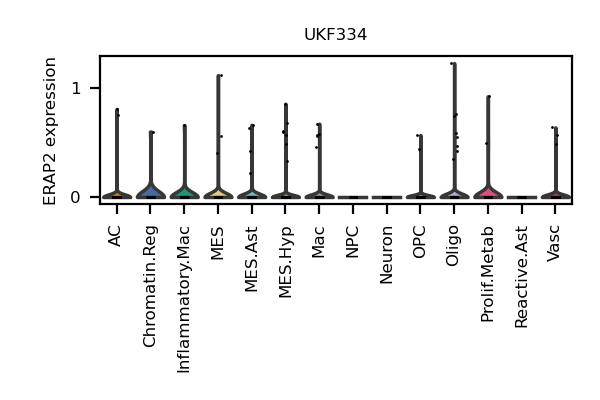 UKF334
ERAP2 expression
1
0
AC
Chromatin.Reg
Inflammatory.Mac
MES
MES.Ast
MES.Hyp
Mac
NPC
Neuron
OPC
Oligo
Prolif.Metab
Reactive.Ast
Vasc